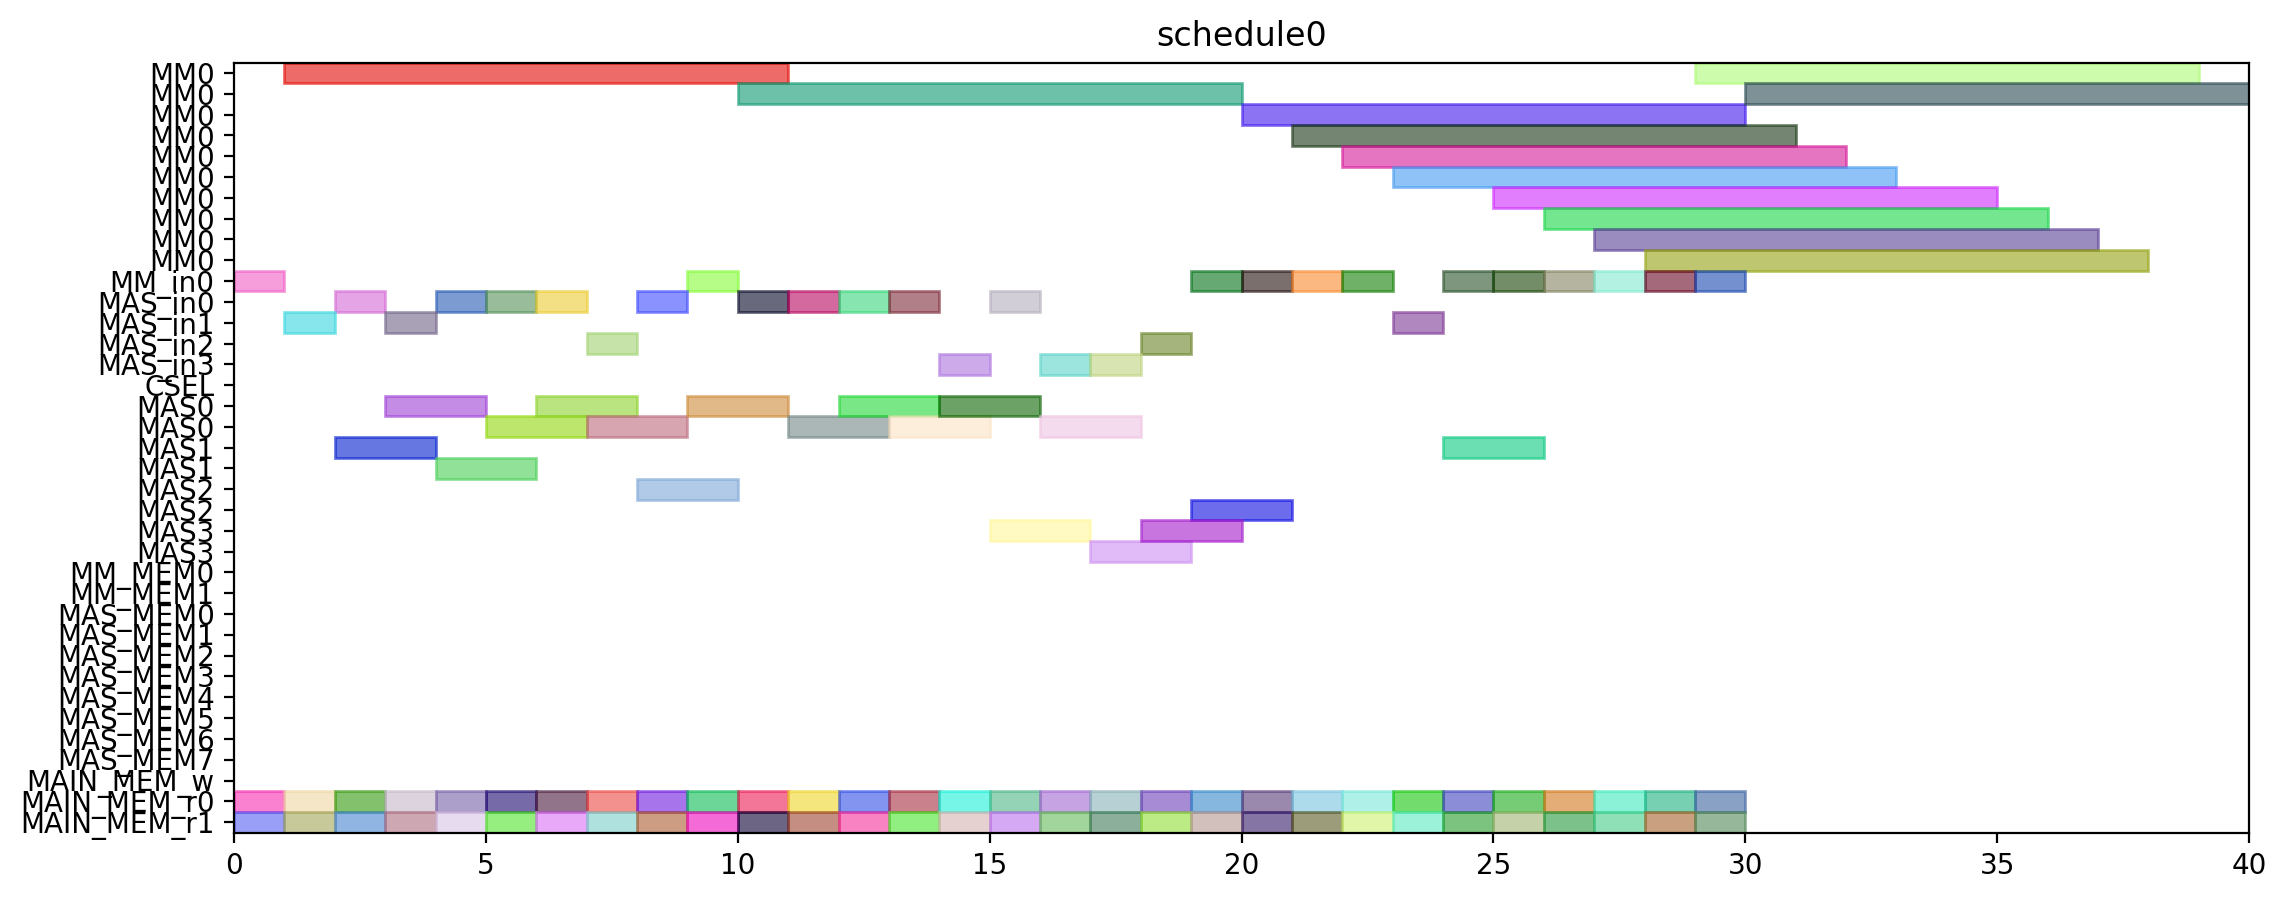 schedule0
MM0
MM0
MM0
MM0
MM0
MM0
MM0
MM0
MM0
MM0
MM_in0
MAS_in0
MAS_in1
MAS_in2
MAS_in3
CSEL
MAS0
MAS0
MAS1
MAS1
MAS2
MAS2
MAS3
MAS3
MM_MEM0
MM_MEM1
MAS_MEM0
MAS_MEM1
MAS_MEM2
MAS_MEM3
MAS_MEM4
MAS_MEM5
MAS_MEM6
MAS_MEM7
MAIN_MEM_w
MAIN_MEM_r0
MAIN_MEM_r1
0 5 10 15 20 25 30 35 40